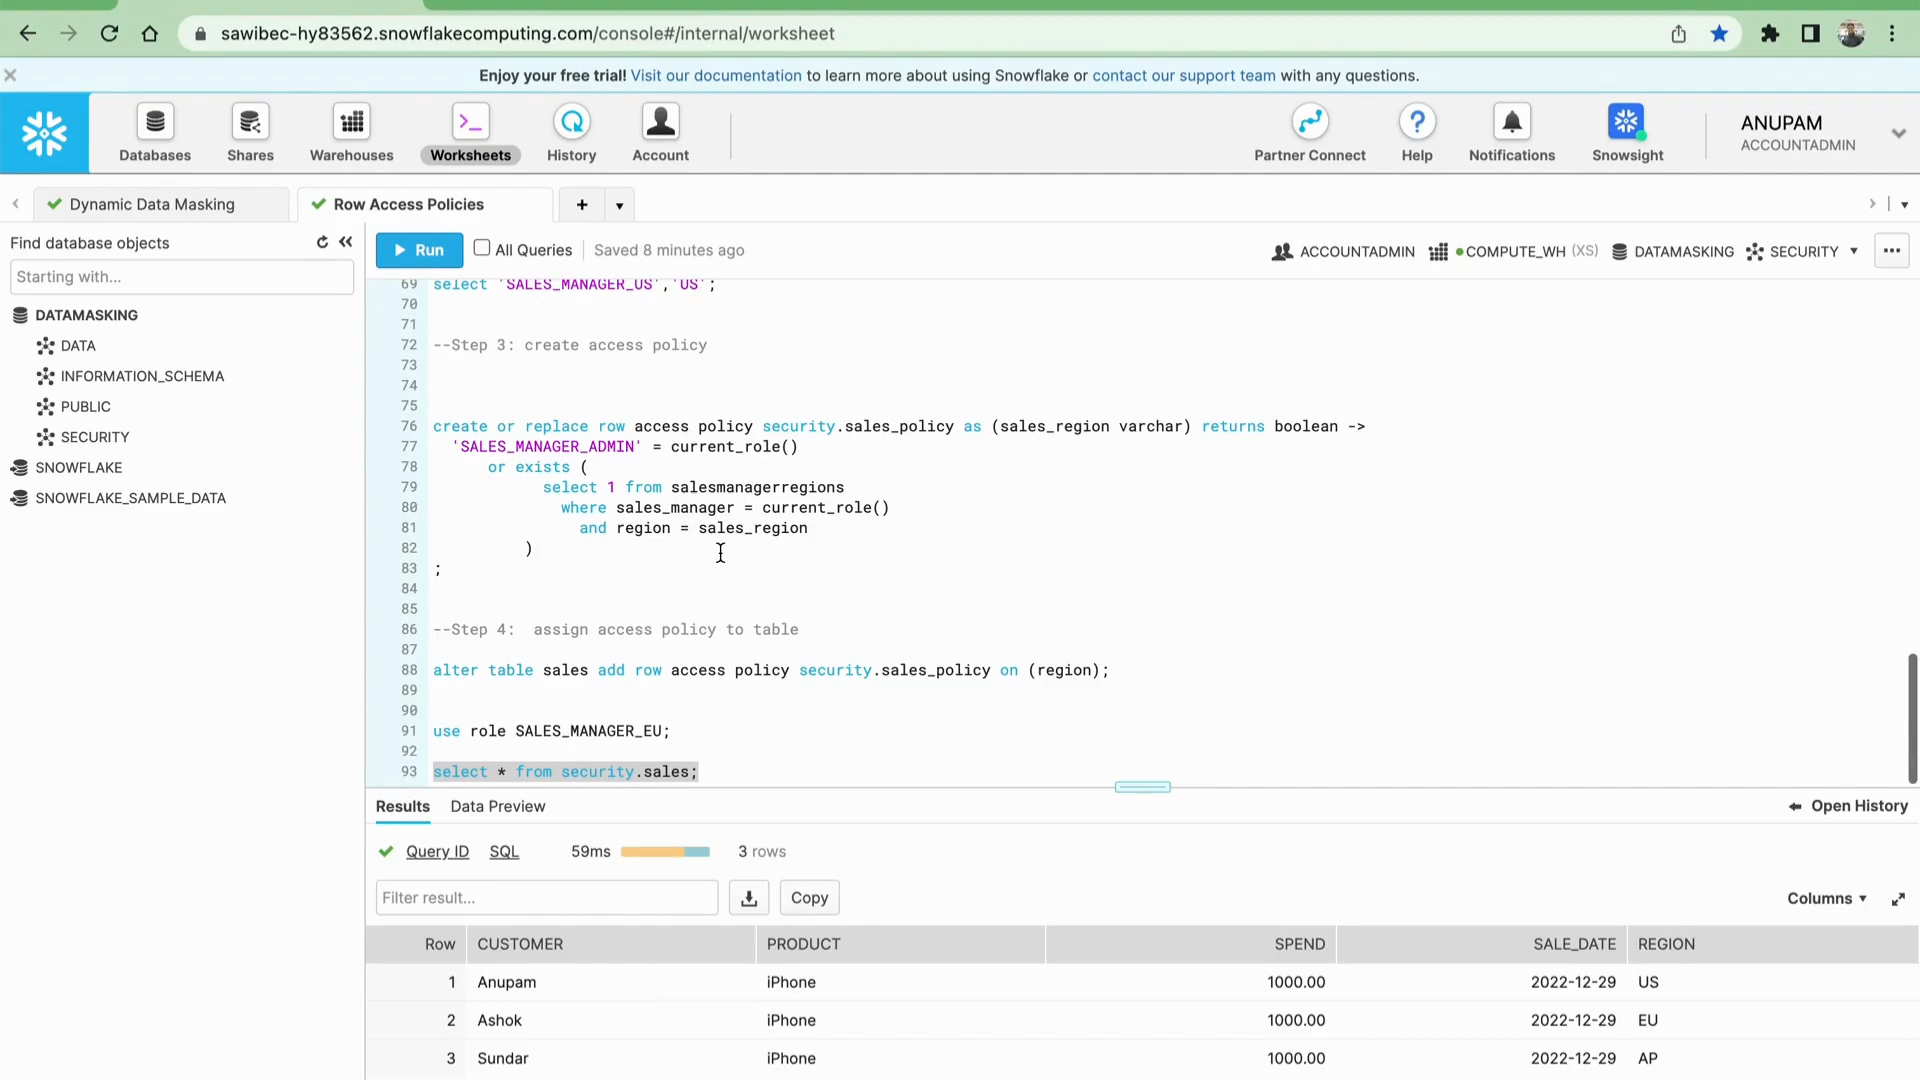 sawibec-hy83562.snowflakecomputing.com/console#/internal/worksheet
Enjoy your free trial! Visit our documentation to learn more about using Snowflake or contact our support team with any questions.
Databases
Shares
Warehouses
Worksheets
History
Account
Partner Connect
Help
Notifications
Snowsight
ANUPAM
ACCOUNTADMIN
Dynamic Data Masking
Row Access Policies
Find database objects
Starting with...
DATAMASKING
DATA
INFORMATION_SCHEMA
PUBLIC
SECURITY
SNOWFLAKE
SNOWFLAKE_SAMPLE_DATA
Run
All Queries
Saved 8 minutes ago
ACCOUNTADMIN
COMPUTE_WH (XS)
DATAMASKING
SECURITY
69 select 'SALES_MANAGER_US','US';
70
71
72 --Step 3: create access policy
73
74
75
76 create or replace row access policy security.sales_policy as (sales_region varchar) returns boolean ->
77 'SALES_MANAGER_ADMIN' = current_role()
78 or exists (
79 select 1 from salesmanagerregions
80 where sales_manager = current_role()
81 and region = sales_region
82 )
83 ;
84
85
86 --Step 4: assign access policy to table
87
88 alter table sales add row access policy security.sales_policy on (region);
89
90
91 use role SALES_MANAGER_EU;
92
93 select * from security.sales;
Results
Data Preview
Open History
Query ID SQL 59ms 3 rows
Filter result...
Copy
Columns
Row CUSTOMER PRODUCT SPEND SALE_DATE REGION
1 Anupam iPhone 1000.00 2022-12-29 US
2 Ashok iPhone 1000.00 2022-12-29 EU
3 Sundar iPhone 1000.00 2022-12-29 AP